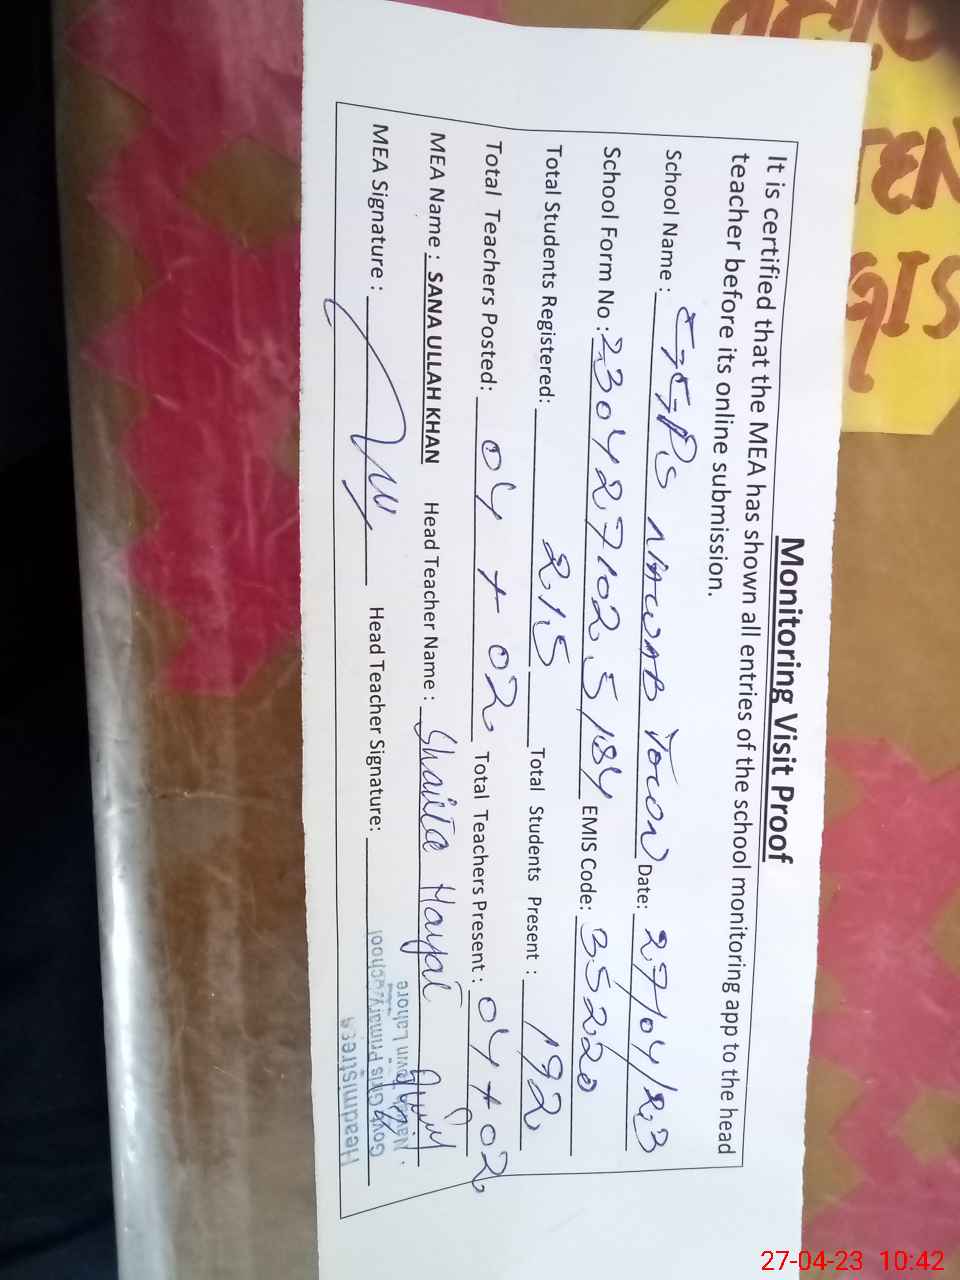 Monitoring Visit Proof
It is certified that the MEA has shown all entries of the school monitoring app to the head
teacher before its online submission.
School Name : GGPS NAWAB TOWN Date: 27/04/23
School Form No : 2304271025184 EMIS Code: 35220
Total Students Registered: 215 Total Students Present : 192
Total Teachers Posted: 04 + 02 Total Teachers Present : 04 + 02
MEA Name : SANA ULLAH KHAN Head Teacher Name : Shaista Hayat
MEA Signature : Head Teacher Signature:
Headmistress
Govt Girls Primary School
Nawab Town Lahore
SIG
27-04-23 10:42